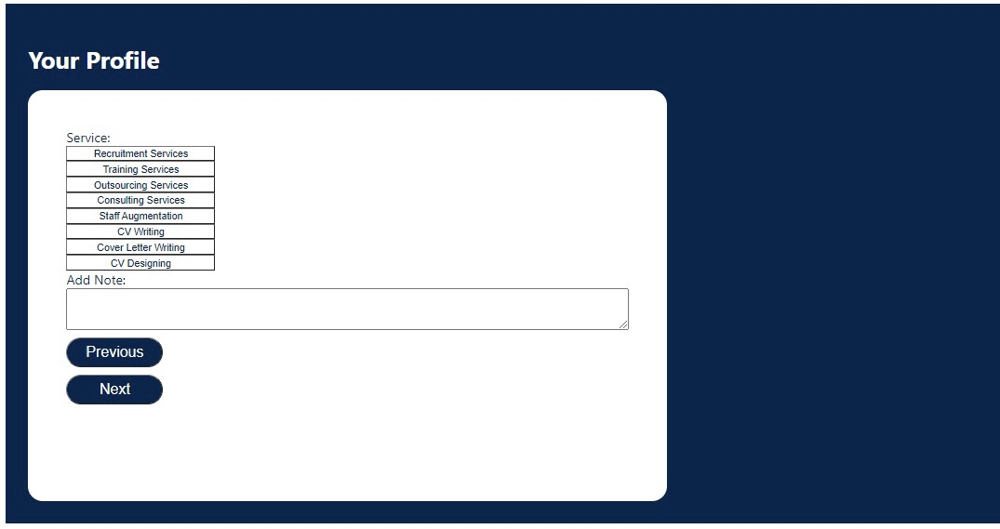 Your Profile
Service:
Recruitment Services
Training Services
Outsourcing Services
Consulting Services
Staff Augmentation
CV Writing
Cover Letter Writing
CV Designing
Add Note:
Previous
Next